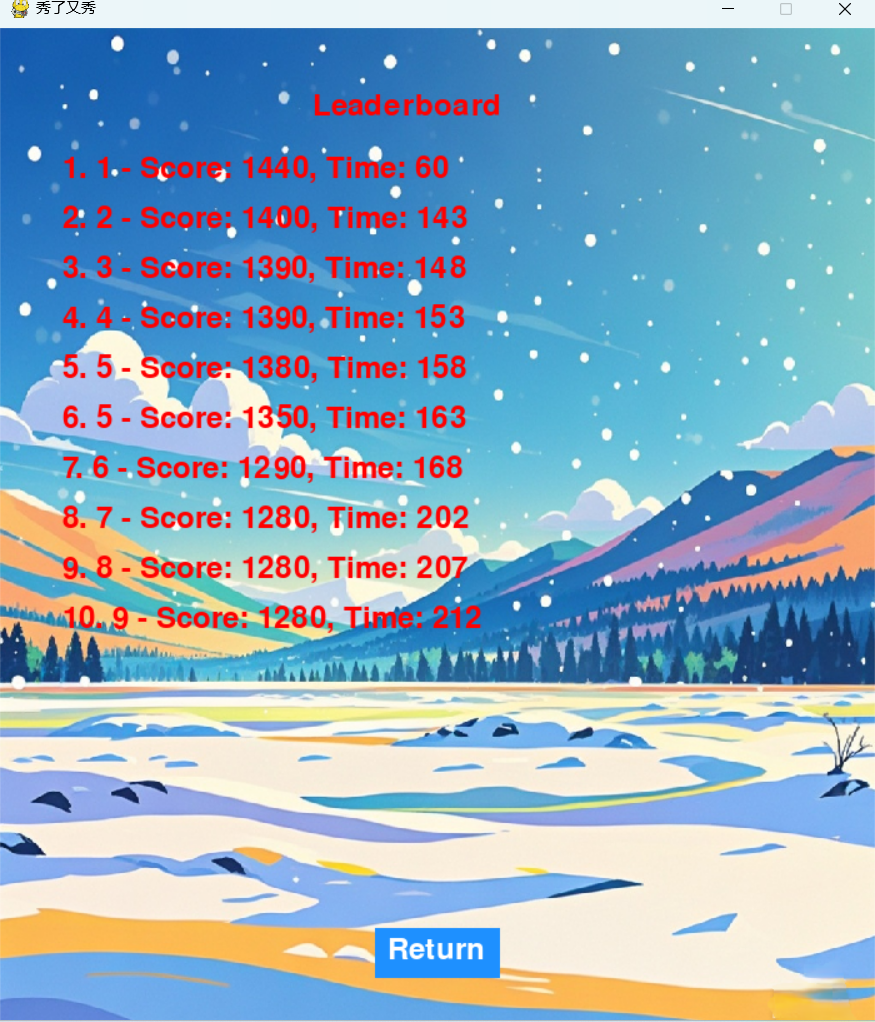 秀了又秀
Leaderboard
1. 1 - Score: 1440, Time: 60
2. 2 - Score: 1400, Time: 143
3. 3 - Score: 1390, Time: 148
4. 4 - Score: 1390, Time: 153
5. 5 - Score: 1380, Time: 158
6. 5 - Score: 1350, Time: 163
7. 6 - Score: 1290, Time: 168
8. 7 - Score: 1280, Time: 202
9. 8 - Score: 1280, Time: 207
10. 9 - Score: 1280, Time: 212
Return